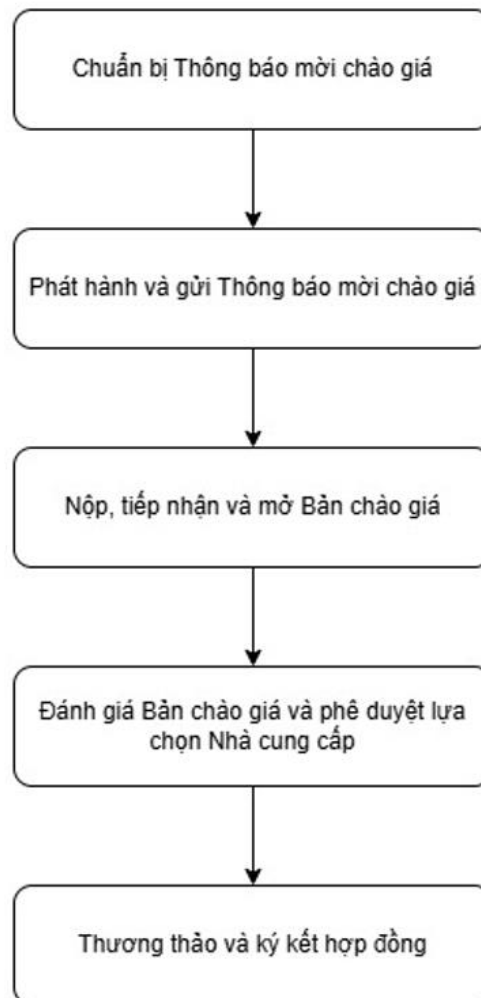 Chuẩn bị Thông báo mời chào giá
Phát hành và gửi Thông báo mời chào giá
Nộp, tiếp nhận và mở Bản chào giá
Đánh giá Bản chào giá và phê duyệt lựa
chọn Nhà cung cấp
Thương thảo và ký kết hợp đồng